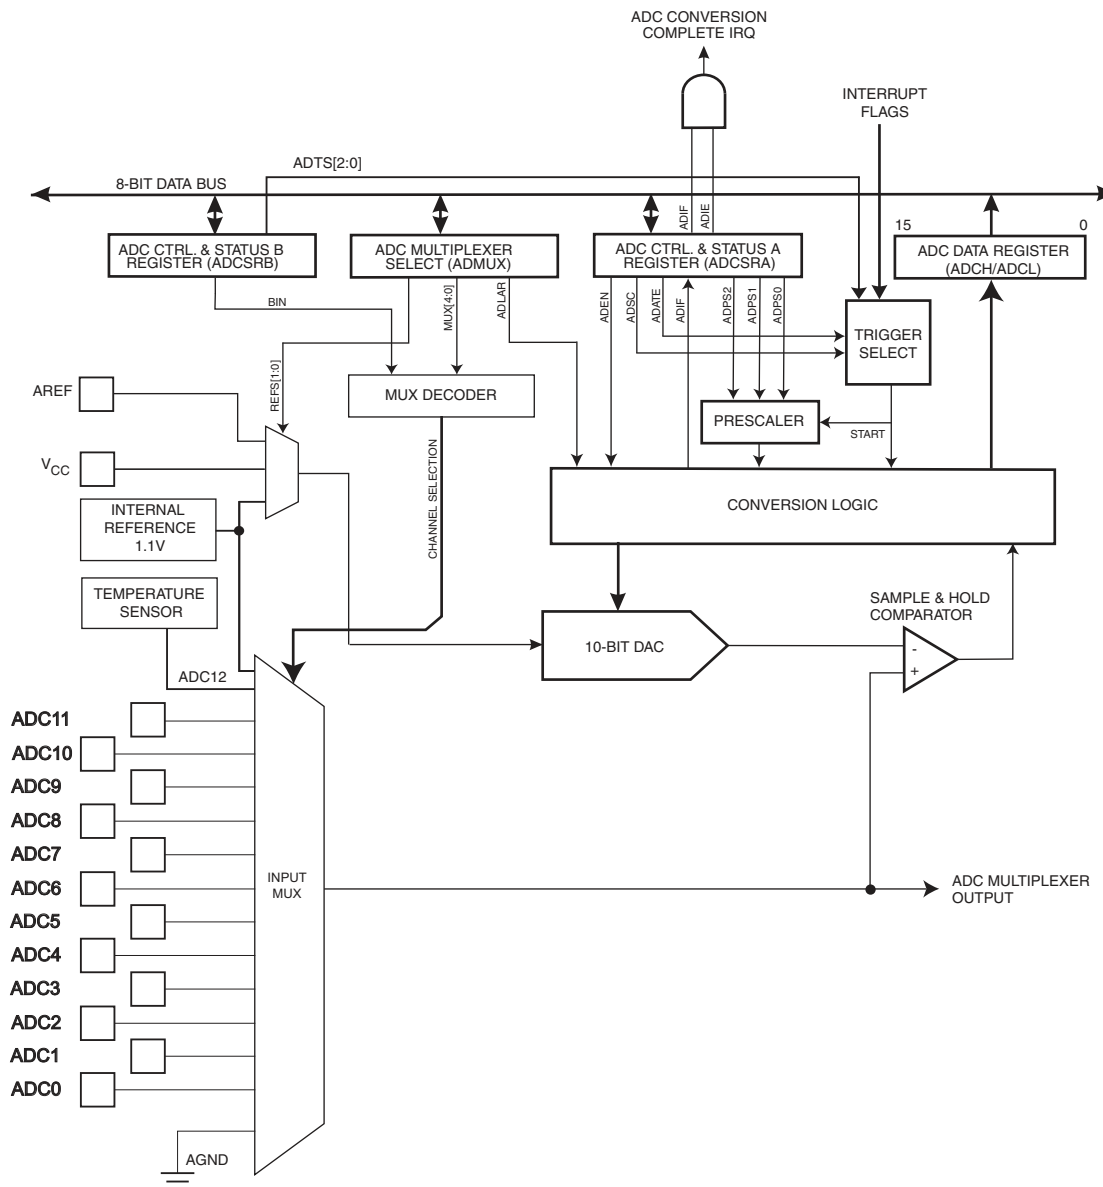 ADC CONVERSION
COMPLETE IRQ
INTERRUPT
FLAGS
ADTS[2:0]
8-BIT DATA BUS
ADIF
ADIE
15
0
ADC CTRL. & STATUS B
REGISTER (ADCSRB)
ADC MULTIPLEXER
SELECT (ADMUX)
ADC CTRL. & STATUS A
REGISTER (ADCSRA)
ADC DATA REGISTER
(ADCH/ADCL)
BIN
MUX[4:0]
ADLAR
ADEN
ADSC
ADATE
ADIF
ADPS2
ADPS1
ADPS0
TRIGGER
SELECT
REFS[1:0]
AREF
MUX DECODER
PRESCALER
START
VCC
CHANNEL SELECTION
INTERNAL
REFERENCE
1.1V
CONVERSION LOGIC
TEMPERATURE
SENSOR
SAMPLE & HOLD
COMPARATOR
10-BIT DAC
-
+
ADC12
ADC11
ADC10
ADC9
ADC8
ADC7
ADC6
INPUT
MUX
ADC MULTIPLEXER
OUTPUT
ADC5
ADC4
ADC3
ADC2
ADC1
ADC0
AGND